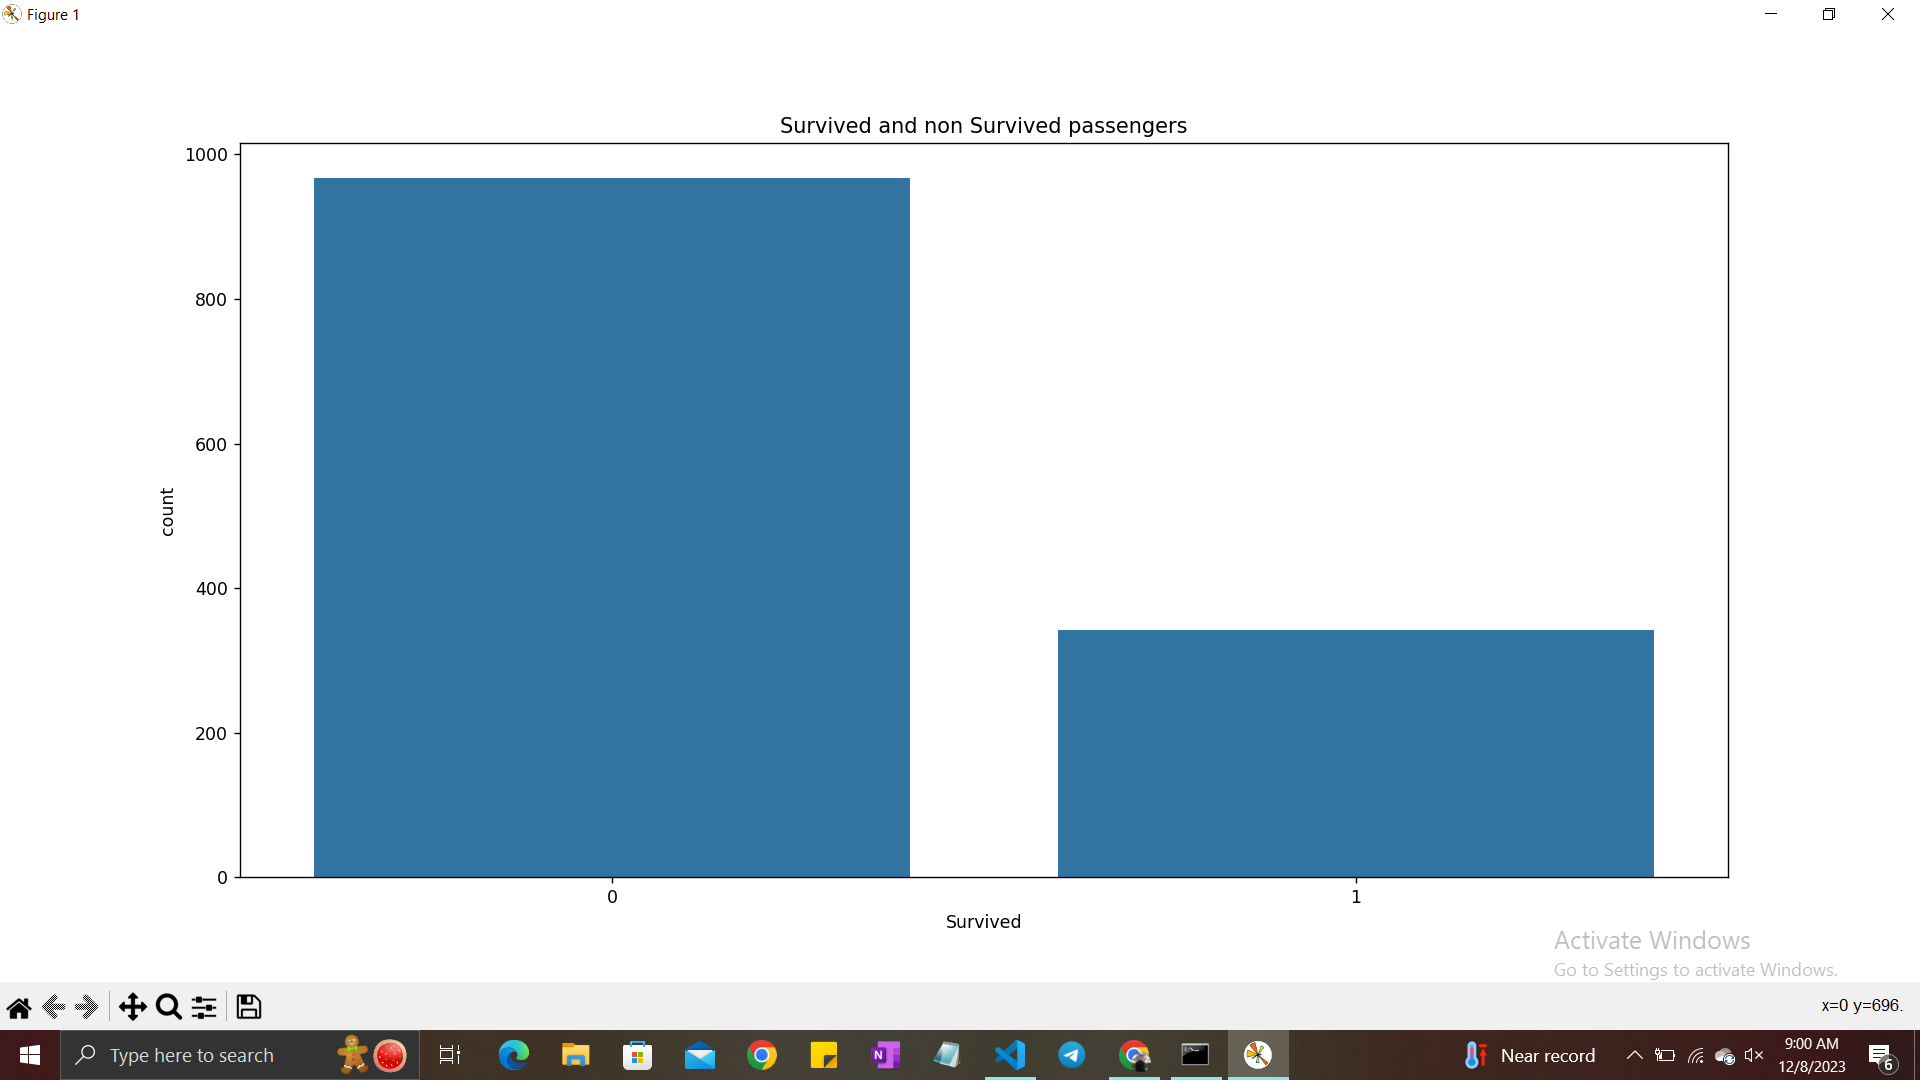 Figure 1
Survived and non Survived passengers
1000
800
600
400
200
0
count
0
1
Survived
Activate Windows
Go to Settings to activate Windows.
x=0 y=696.
Type here to search
N
Near record
9:00 AM
12/8/2023
6